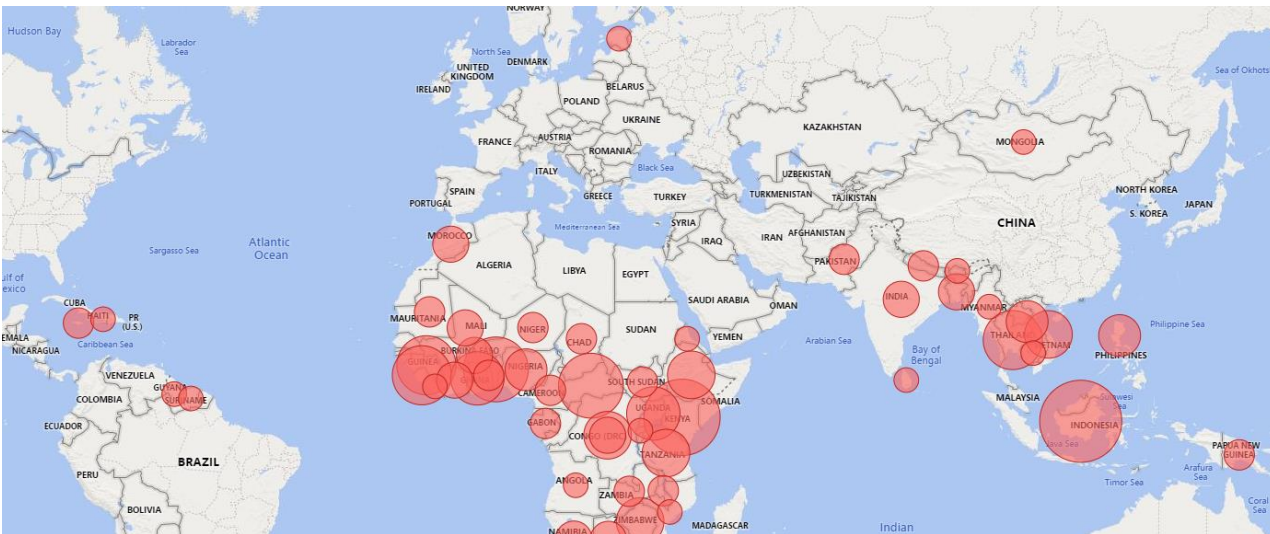 NORWAY
Hudson Bay
Labrador
Sea
North Sea
DENMARK
UNITED
KINGDOM
IRELAND
BELARUS
POLAND
UKRAINE
KAZAKHSTAN
Sea of Okhots
FRANCE
AUSTRIA
ROMANIA
MONGOLIA
ITALY
Black Sea
UZBEKISTAN
SPAIN
PORTUGAL
GREECE
TURKEY
TURKMENISTAN
TAJIKISTAN
NORTH KOREA
S. KOREA
JAPAN
CHINA
Mediterranean Sea
SYRIA
IRAQ
IRAN
AFGHANISTAN
MOROCCO
Sargasso Sea
Atlantic
Ocean
ALGERIA
LIBYA
EGYPT
PAKISTAN
ulf of
exico
CUBA
HAITI
PR
(U.S.)
SAUDI ARABIA
OMAN
INDIA
MYANMAR
MAURITANIA
MALI
NIGER
CHAD
SUDAN
YEMEN
Arabian Sea
Bay of
Bengal
THAILAND
VIETNAM
PHILIPPINES
Philippine Sea
EMALA
NICARAGUA
Caribbean Sea
VENEZUELA
COLOMBIA
GUYANA
SURINAME
GUINEA
BURKINA FASO
NIGERIA
CAMEROON
SOUTH SUDAN
SOMALIA
UGANDA
KENYA
MALAYSIA
INDONESIA
Java Sea
ECUADOR
BRAZIL
PERU
BOLIVIA
GABON
CONGO (DRC)
TANZANIA
ANGOLA
ZAMBIA
ZIMBABWE
NAMIBIA
MADAGASCAR
Indian
PAPUA NEW
GUINEA
Arafura
Sea
Timor Sea
Coral
Sea